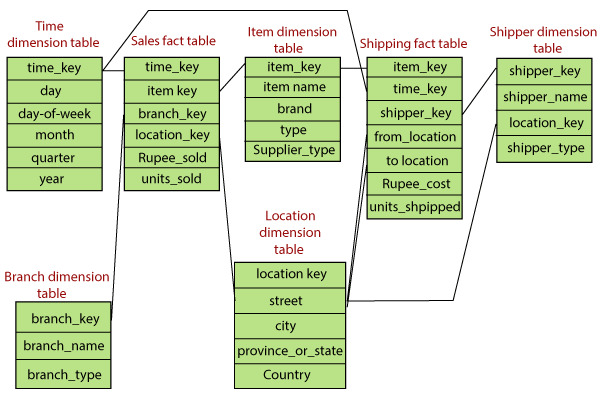 Time
dimension table
time_key
day
day-of-week
month
quarter
year
Sales fact table
time_key
item key
branch_key
location_key
Rupee_sold
units_sold
Item dimension
table
item_key
item name
brand
type
Supplier_type
Shipping fact table
item_key
time_key
shipper_key
from_location
to location
Rupee_cost
units_shpipped
Shipper dimension
table
shipper_key
shipper_name
location_key
shipper_type
Branch dimension
table
branch_key
branch_name
branch_type
Location
dimension
table
location key
street
city
province_or_state
Country